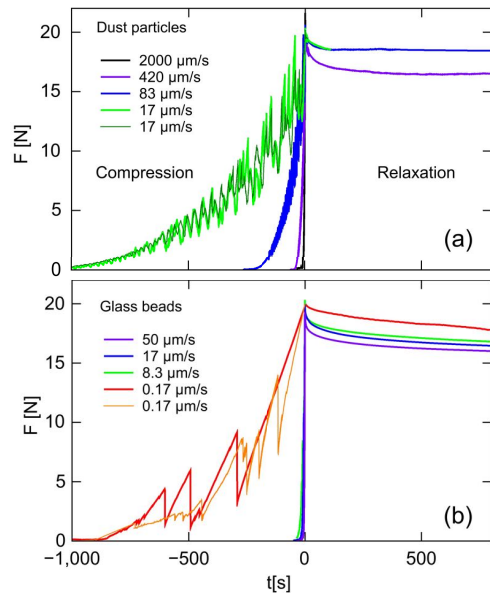 20
15
10
5
0
F [N]
Dust particles
2000 µm/s
420 µm/s
83 µm/s
17 µm/s
17 µm/s
Compression
Relaxation
(a)
20
15
10
5
0
F [N]
Glass beads
50 µm/s
17 µm/s
8.3 µm/s
0.17 µm/s
0.17 µm/s
(b)
−1,000 −500 0 500
t[s]